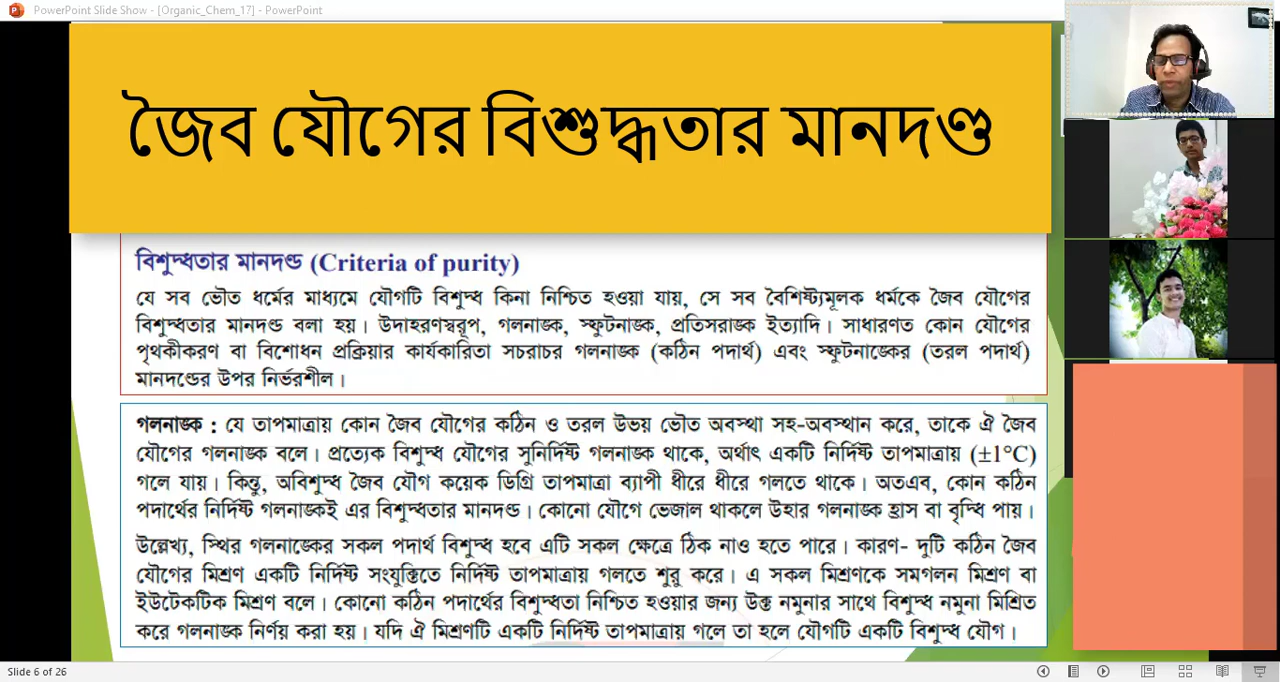 PowerPoint Slide Show - [Organic_Chem_17] - PowerPoint
জৈব যৌগের বিশুদ্ধতার মানদণ্ড
বিশুদ্ধতার মানদণ্ড (Criteria of purity)
যে সব ভৌত ধর্মের মাধ্যমে যৌগটি বিশুদ্ধ কিনা নিশ্চিত হওয়া যায়, সে সব বৈশিষ্ট্যমূলক ধর্মকে জৈব যৌগের
বিশুদ্ধতার মানদণ্ড বলা হয়। উদাহরণস্বরূপ, গলনাঙ্ক, স্ফুটনাঙ্ক, প্রতিসরাঙ্ক ইত্যাদি। সাধারণত কোন যৌগের
পৃথকীকরণ বা বিশোধন প্রক্রিয়ার কার্যকারিতা সচরাচর গলনাঙ্ক (কঠিন পদার্থ) এবং স্ফুটনাঙ্কের (তরল পদার্থ)
মানদণ্ডের উপর নির্ভরশীল।
গলনাঙ্ক : যে তাপমাত্রায় কোন জৈব যৌগের কঠিন ও তরল উভয় ভৌত অবস্থা সহ-অবস্থান করে, তাকে ঐ জৈব
যৌগের গলনাঙ্ক বলে। প্রত্যেক বিশুদ্ধ যৌগের সুনির্দিষ্ট গলনাঙ্ক থাকে, অর্থাৎ একটি নির্দিষ্ট তাপমাত্রায় (±1°C)
গলে যায়। কিন্তু, অবিশুদ্ধ জৈব যৌগ কয়েক ডিগ্রি তাপমাত্রা ব্যাপী ধীরে ধীরে গলতে থাকে। অতএব, কোন কঠিন
পদার্থের নির্দিষ্ট গলনাঙ্কই এর বিশুদ্ধতার মানদণ্ড। কোনো যৌগে ভেজাল থাকলে উহার গলনাঙ্ক হ্রাস বা বৃদ্ধি পায়।
উল্লেখ্য, স্থির গলনাঙ্কের সকল পদার্থ বিশুদ্ধ হবে এটি সকল ক্ষেত্রে ঠিক নাও হতে পারে। কারণ- দুটি কঠিন জৈব
যৌগের মিশ্রণ একটি নির্দিষ্ট সংযুক্তিতে নির্দিষ্ট তাপমাত্রায় গলতে শুরু করে। এ সকল মিশ্রণকে সমগলন মিশ্রণ বা
ইউটেকটিক মিশ্রণ বলে। কোনো কঠিন পদার্থের বিশুদ্ধতা নিশ্চিত হওয়ার জন্য উক্ত নমুনার সাথে বিশুদ্ধ নমুনা মিশ্রিত
করে গলনাঙ্ক নির্ণয় করা হয়। যদি ঐ মিশ্রণটি একটি নির্দিষ্ট তাপমাত্রায় গলে তা হলে যৌগটি একটি বিশুদ্ধ যৌগ।
Slide 6 of 26